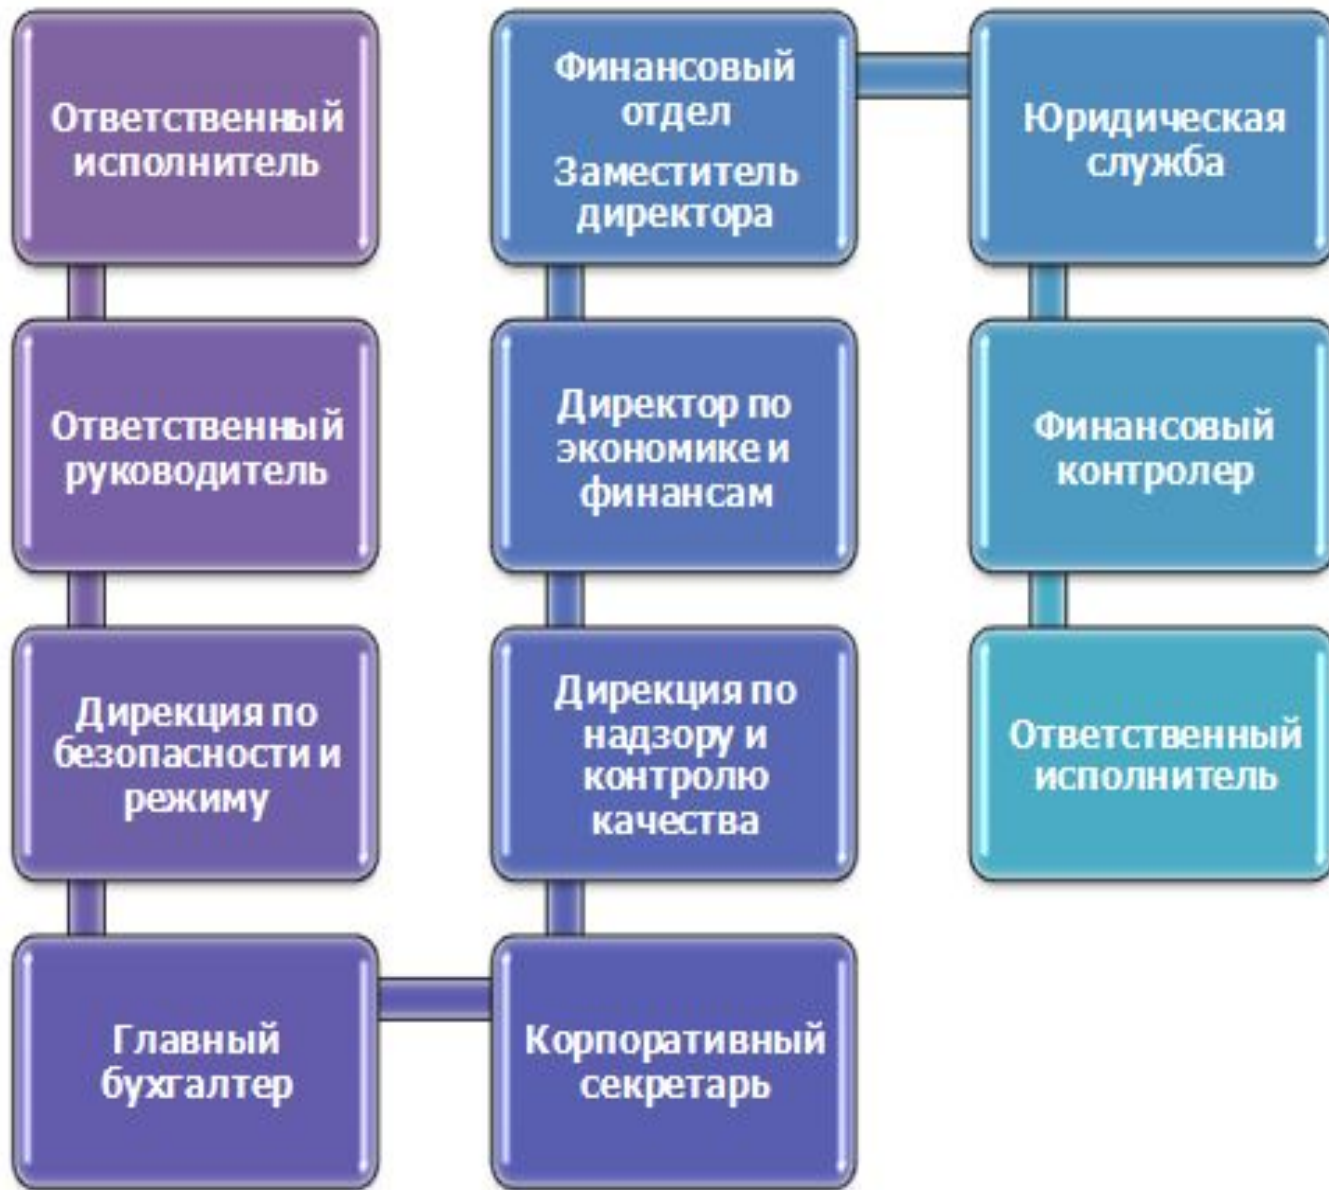 Ответственный
исполнитель
Ответственный
руководитель
Дирекция по
безопасности и
режиму
Главный
бухгалтер
Корпоративный
секретарь
Дирекция по
надзору и
контролю
качества
Директор по
экономике и
финансам
Финансовый
отдел
Заместитель
директора
Юридическая
служба
Финансовый
контролер
Ответственный
исполнитель